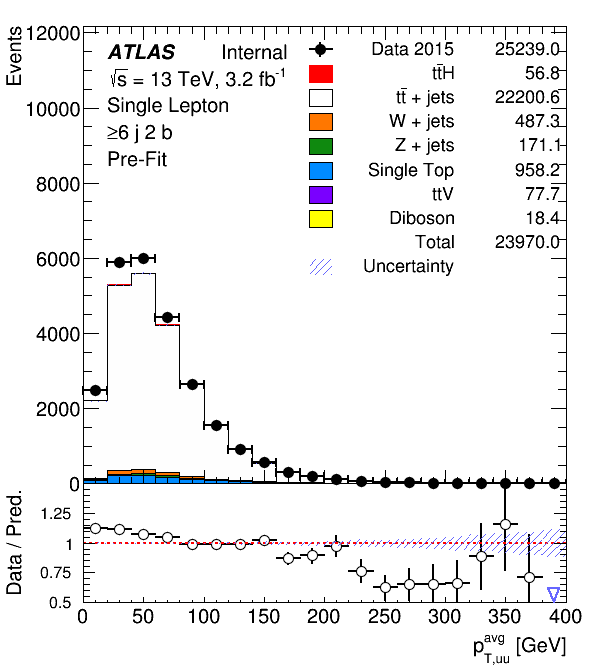 Events
12000
10000
8000
6000
4000
2000
0
ATLAS Internal
√s = 13 TeV, 3.2 fb⁻¹
Single Lepton
≥6 j 2 b
Pre-Fit
Data 2015 25239.0
tt̄H 56.8
tt̄ + jets 22200.6
W + jets 487.3
Z + jets 171.1
Single Top 958.2
ttV 77.7
Diboson 18.4
Total 23970.0
Uncertainty
Data / Pred.
1.25
1
0.75
0.5
0 50 100 150 200 250 300 350 400
p_{T,uu}^{avg} [GeV]